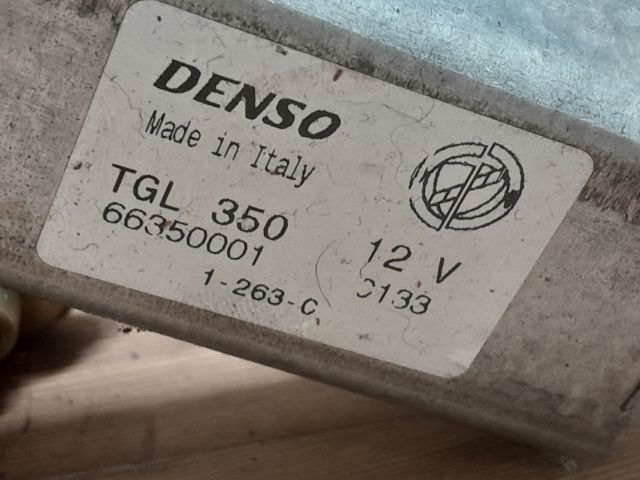 DENSO
Made in Italy
TGL 350 12 V
66350001
1-263-C